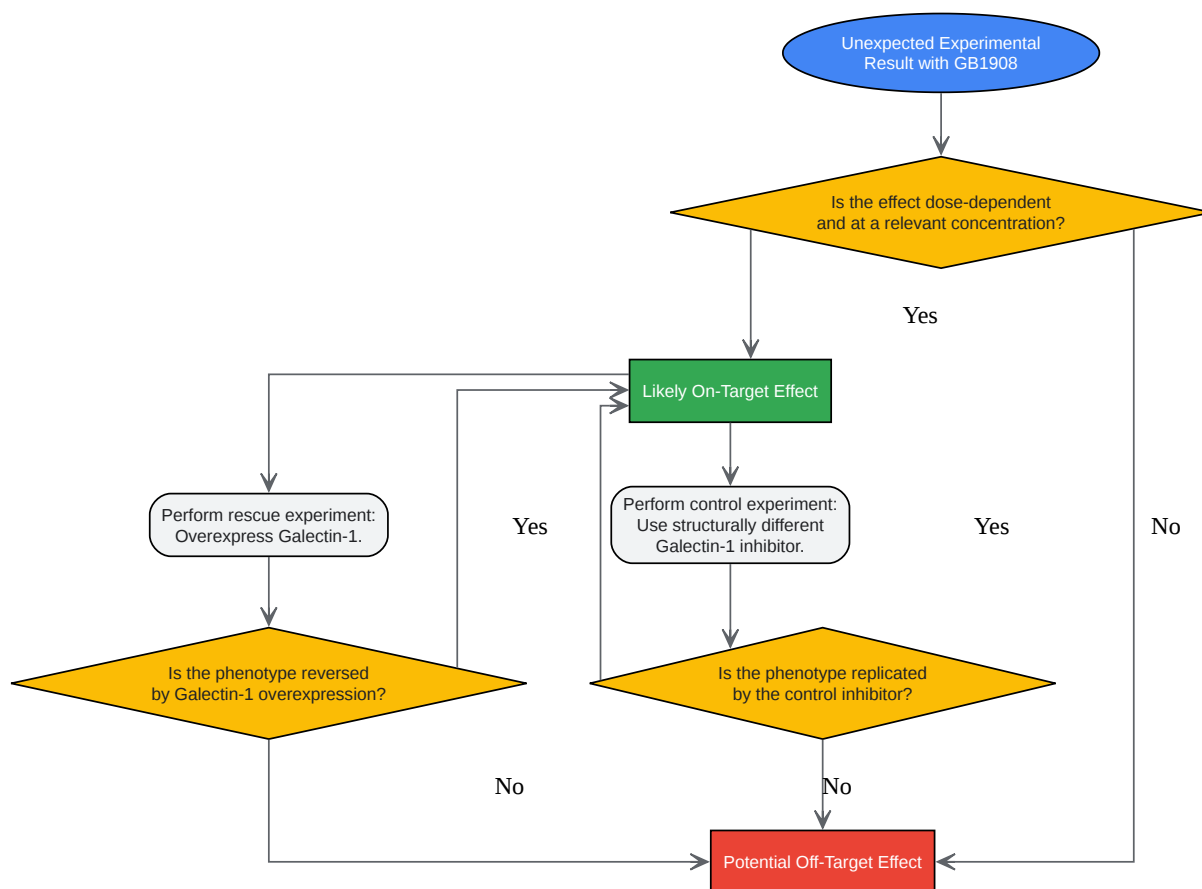 Unexpected Experimental
Result with GB1908
Is the effect dose-dependent
and at a relevant concentration?
Yes
Likely On-Target Effect
Perform rescue experiment:
Overexpress Galectin-1.
Yes
Perform control experiment:
Use structurally different
Galectin-1 inhibitor.
Yes
No
Is the phenotype reversed
by Galectin-1 overexpression?
Is the phenotype replicated
by the control inhibitor?
No
No
Potential Off-Target Effect